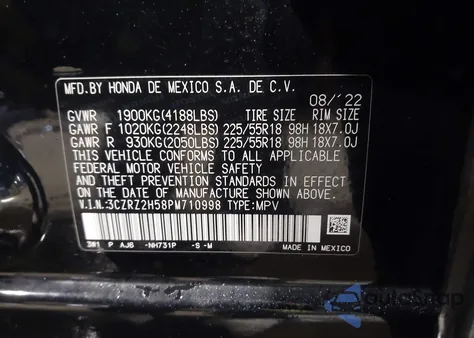 MFD.BY HONDA DE MEXICO S.A. DE C.V.
08/'22
GVWR 1900KG(4188LBS) TIRE SIZE RIM SIZE
GAWR F 1020KG(2248LBS) 225/55R18 98H 18X7.0J
GAWR R 930KG(2050LBS) 225/55R18 98H 18X7.0J
THIS VEHICLE CONFORMS TO ALL APPLICABLE
FEDERAL MOTOR VEHICLE SAFETY
AND THEFT PREVENTION STANDARDS IN EFFECT
ON THE DATE OF MANUFACTURE SHOWN ABOVE.
V.I.N.:3CZRZ2H58PM710998 TYPE:MPV
3W1 P AJ6 -NH731P -S -M
MADE IN MEXICO